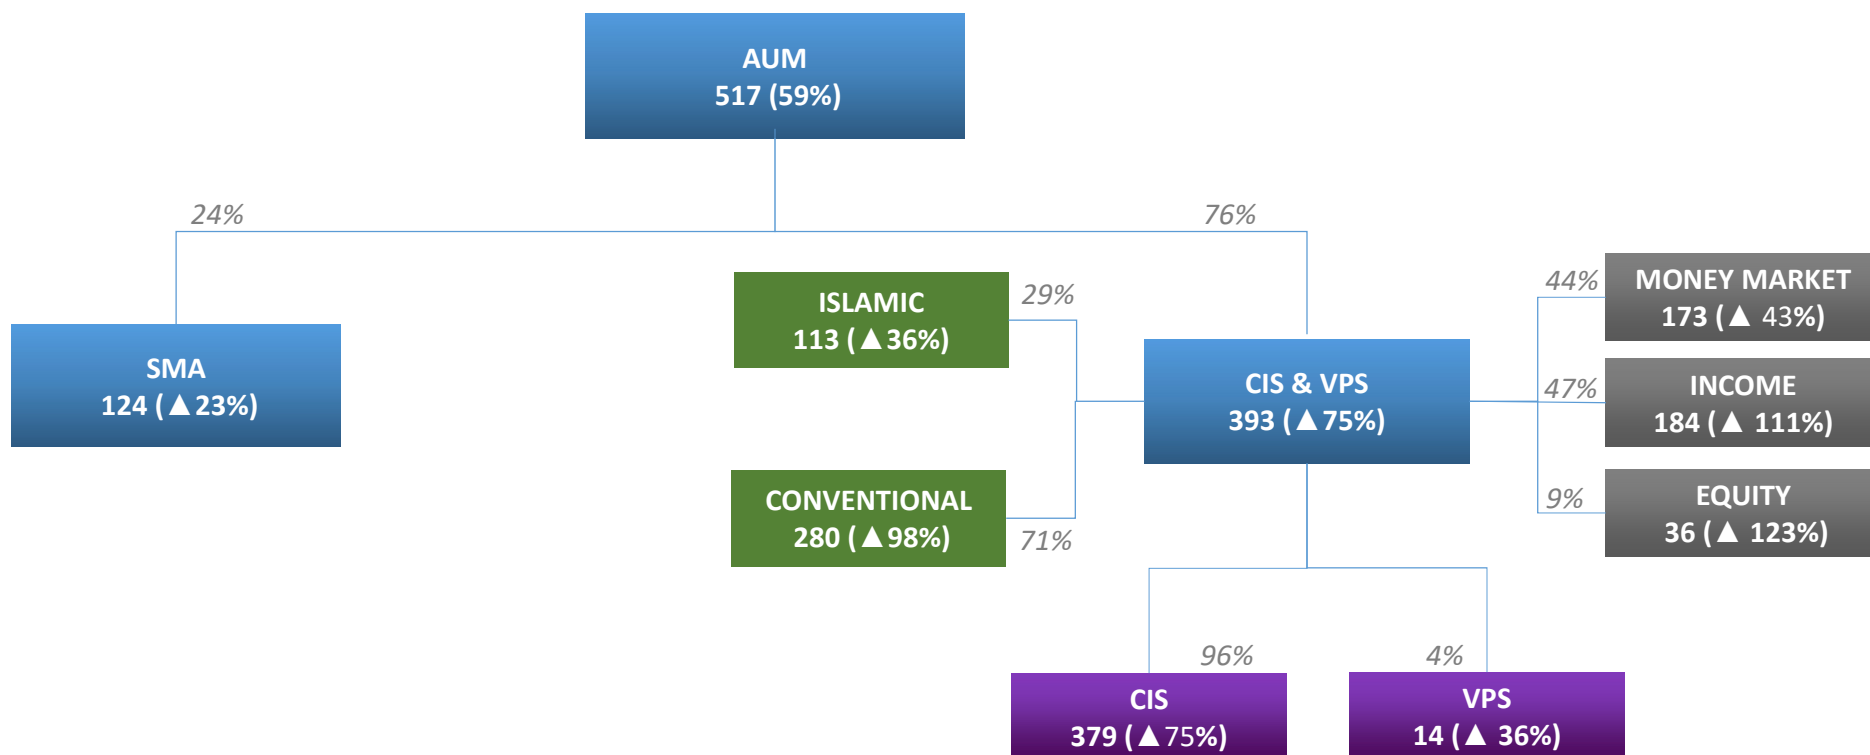 AUM
517 (59%)
24%
76%
SMA
124 (▲23%)
ISLAMIC
113 (▲36%)
29%
CONVENTIONAL
280 (▲98%)
71%
CIS & VPS
393 (▲75%)
44%
MONEY MARKET
173 (▲ 43%)
47%
INCOME
184 (▲ 111%)
9%
EQUITY
36 (▲ 123%)
96%
CIS
379 (▲75%)
4%
VPS
14 (▲ 36%)